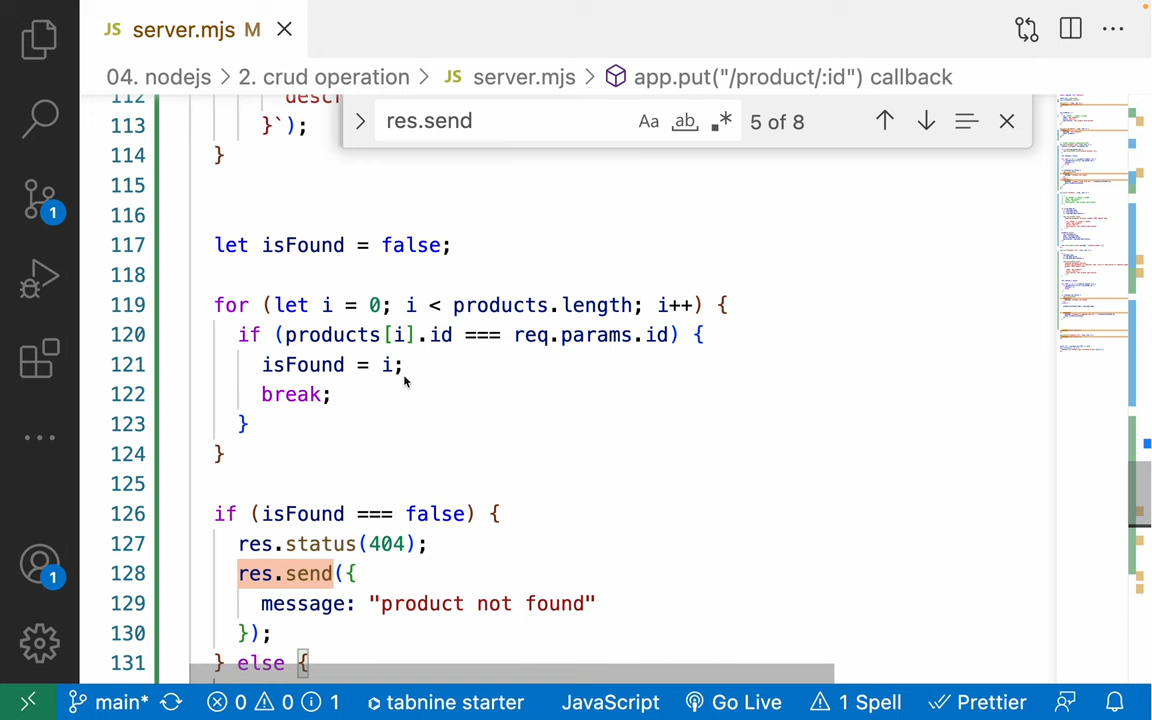 JS server.mjs M
04. nodejs > 2. crud operation > JS server.mjs > app.put("/product/:id") callback
res.send Aa ab .* 5 of 8
112 descr
113 }`);
114 }
115
116
117 let isFound = false;
118
119 for (let i = 0; i < products.length; i++) {
120 if (products[i].id === req.params.id) {
121 isFound = i;
122 break;
123 }
124 }
125
126 if (isFound === false) {
127 res.status(404);
128 res.send({
129 message: "product not found"
130 });
131 } else {
1
1
main* 0 0 1 tabnine starter JavaScript Go Live 1 Spell Prettier